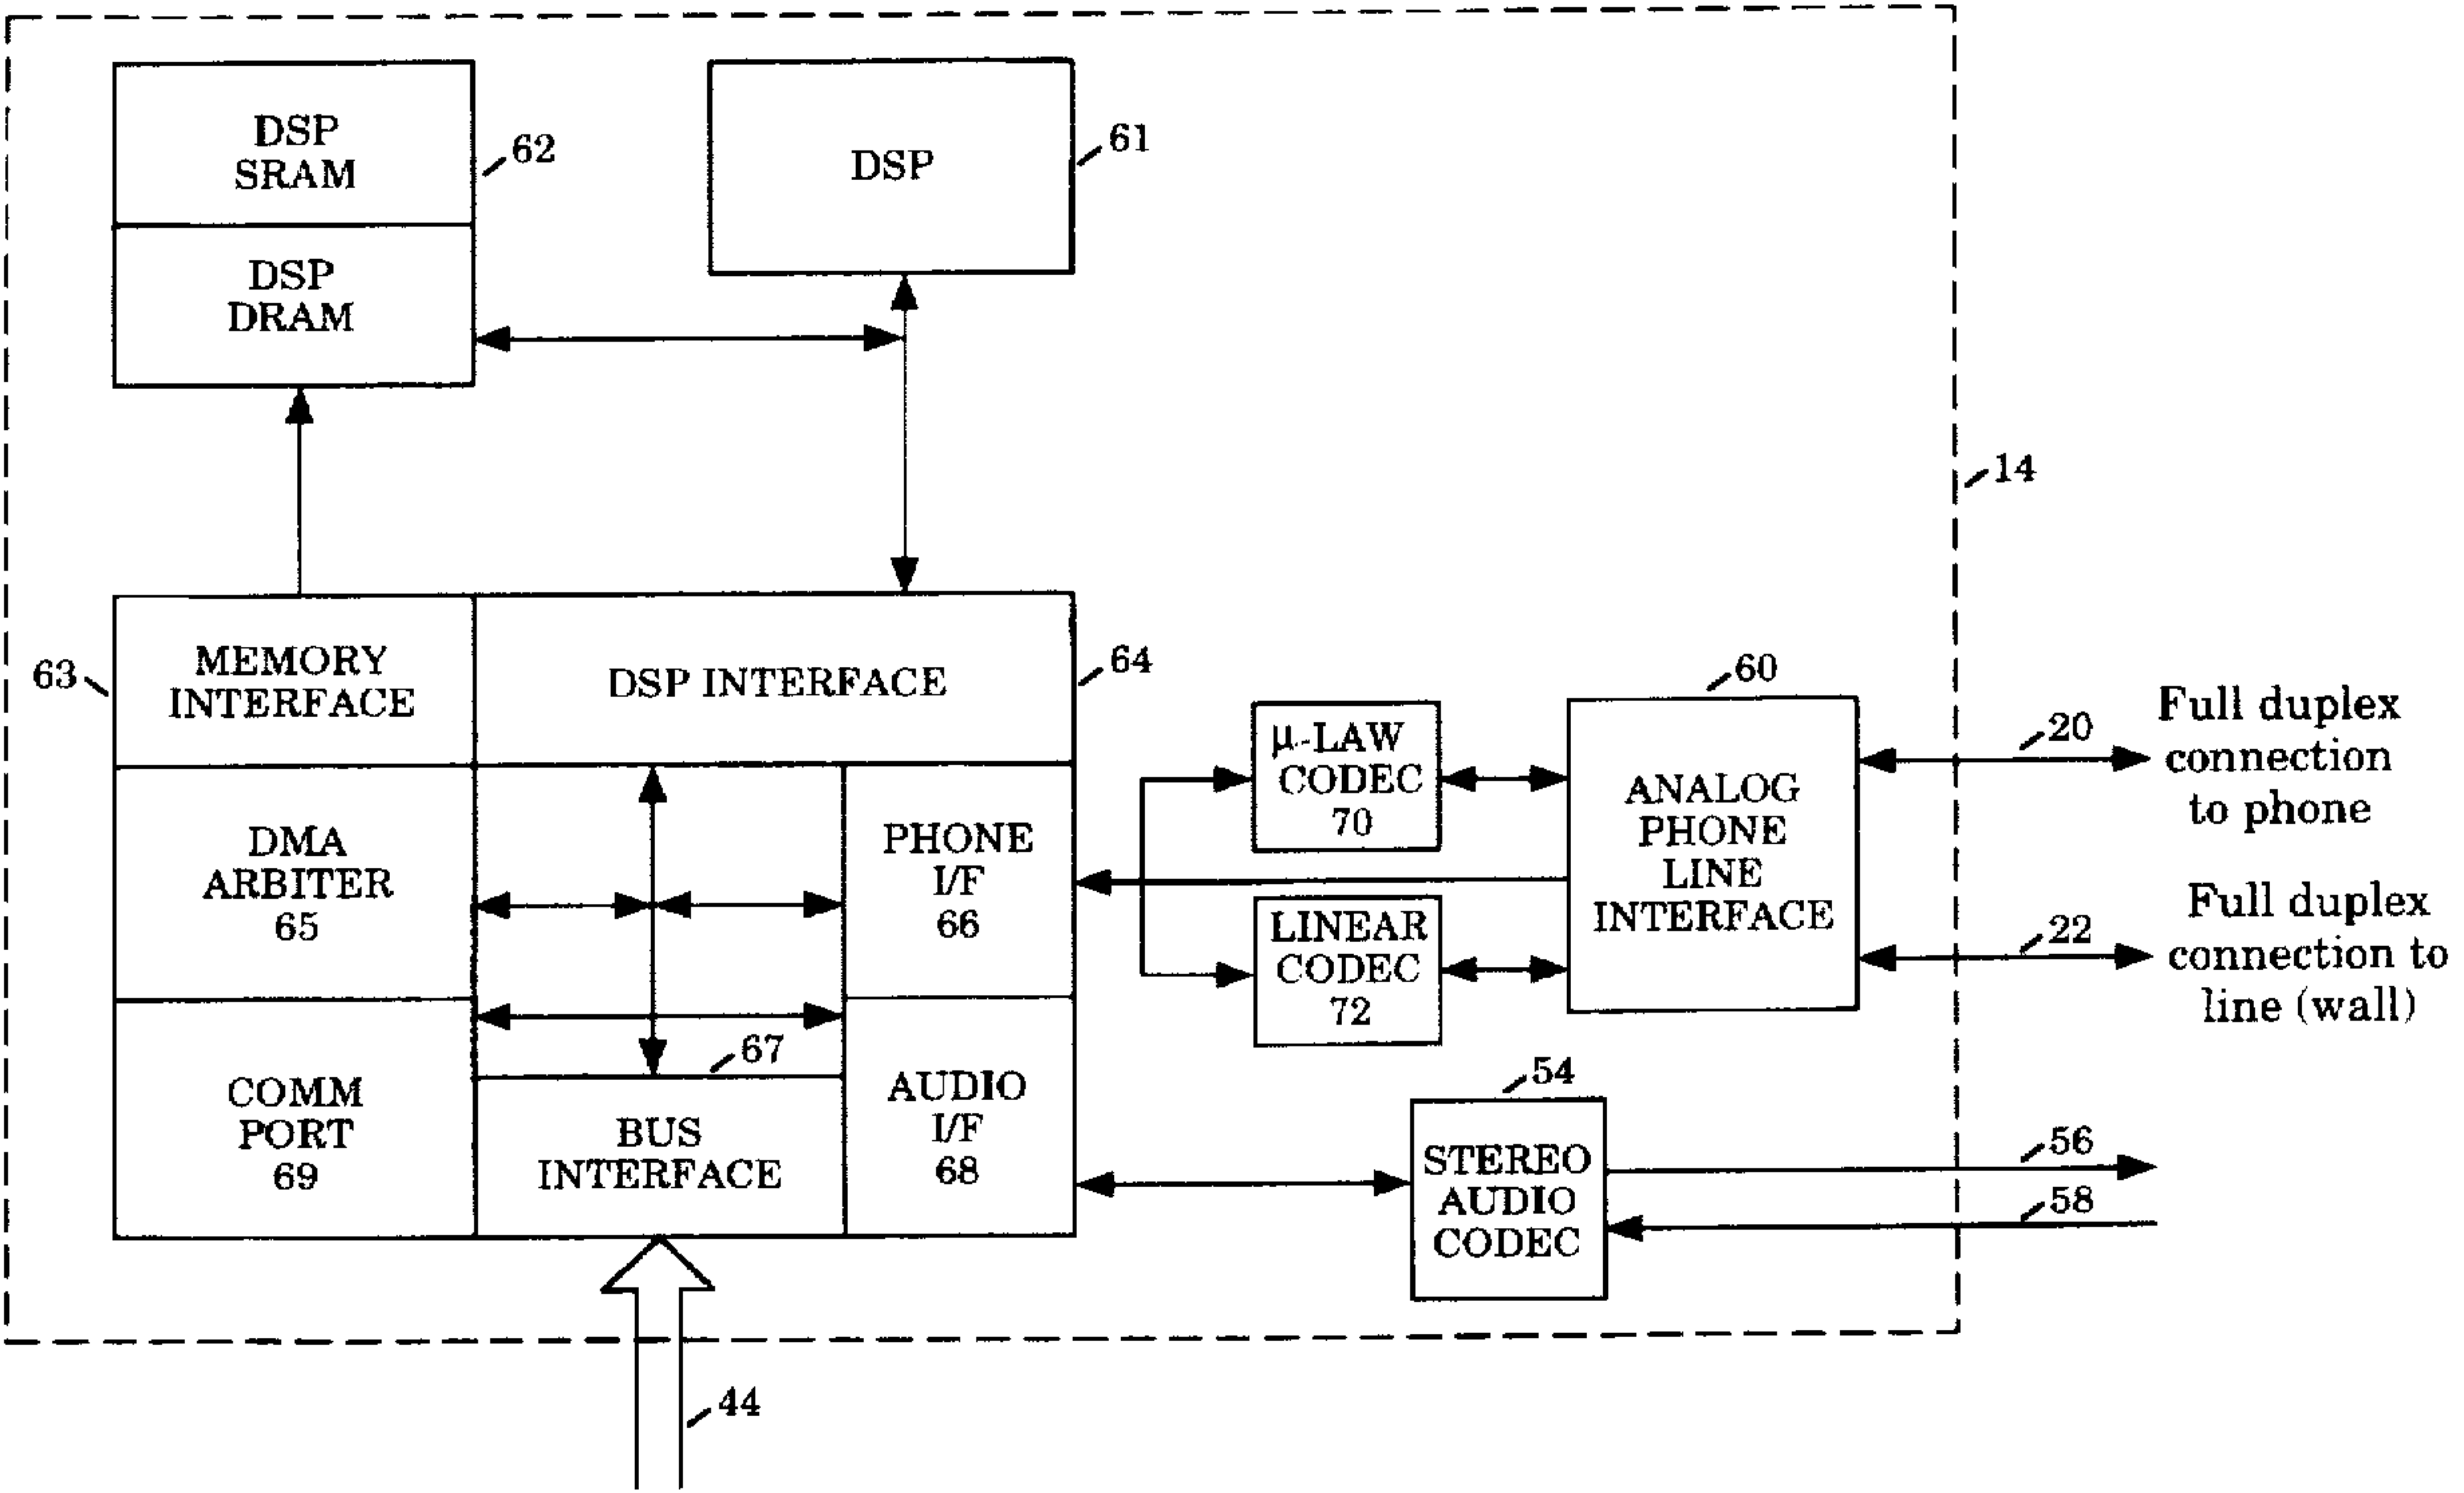 DSP
SRAM
62
DSP
61
DSP
DRAM
14
63
MEMORY
INTERFACE
DSP INTERFACE
64
DMA
ARBITER
65
PHONE
I/F
66
COMM
PORT
69
67
BUS
INTERFACE
AUDIO
I/F
68
μ-LAW
CODEC
70
LINEAR
CODEC
72
60
ANALOG
PHONE
LINE
INTERFACE
20
Full duplex
connection
to phone
22
Full duplex
connection to
line (wall)
54
STEREO
AUDIO
CODEC
56
58
44